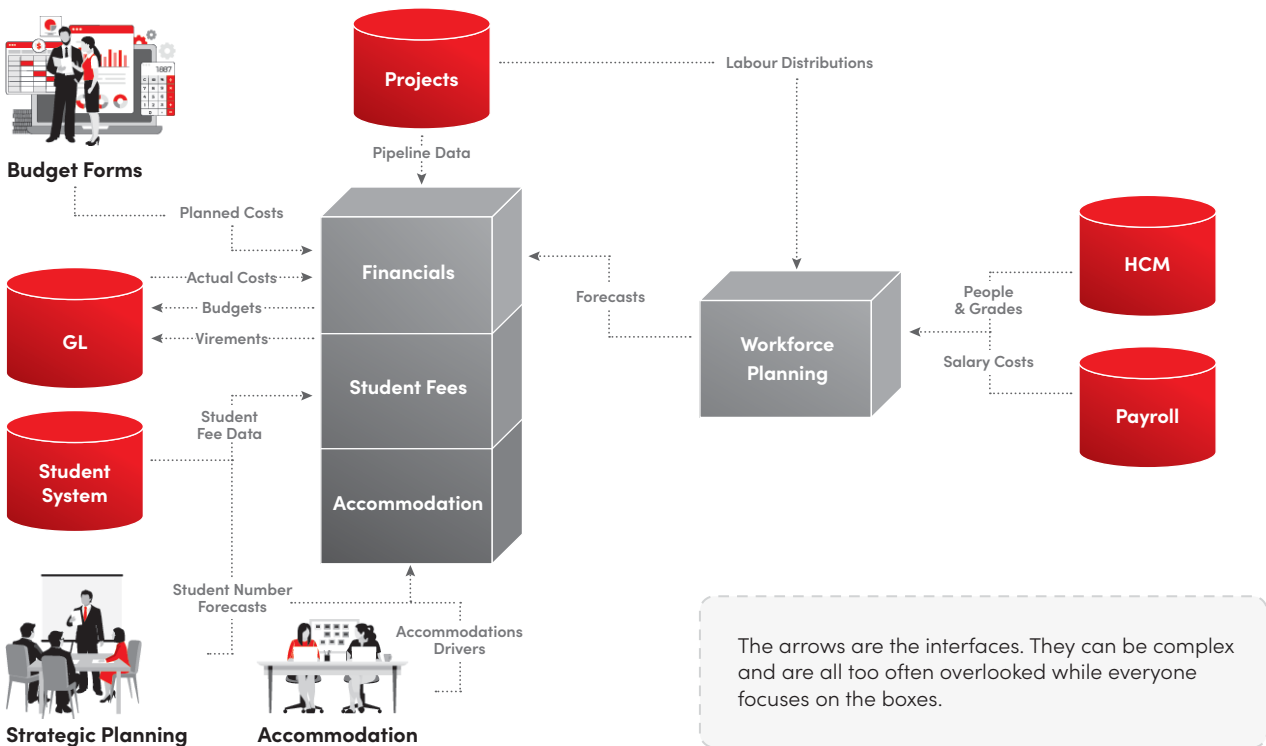 Projects
Labour Distributions
Budget Forms
Pipeline Data
Planned Costs
Financials
Actual Costs
Budgets
Virements
GL
Forecasts
Workforce
Planning
HCM
People
& Grades
Salary Costs
Payroll
Student Fees
Student
Fee Data
Student
System
Accommodation
Student Number
Forecasts
Accommodations
Drivers
Strategic Planning
Accommodation
The arrows are the interfaces. They can be complex
and are all too often overlooked while everyone
focuses on the boxes.